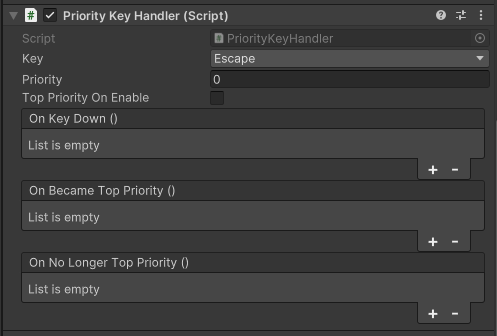 Priority Key Handler (Script)
Script PriorityKeyHandler
Key Escape
Priority 0
Top Priority On Enable
On Key Down ()
List is empty
+ -
On Became Top Priority ()
List is empty
+ -
On No Longer Top Priority ()
List is empty
+ -